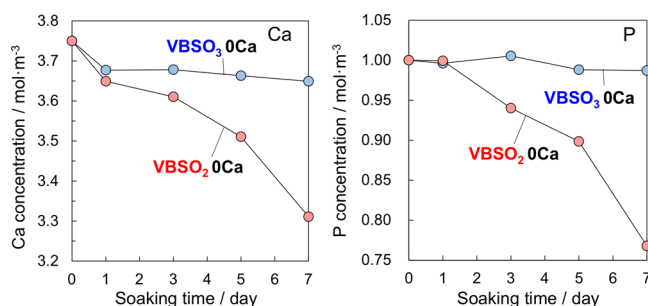 Ca concentration / mol·m⁻³
3.8
3.7
3.6
3.5
3.4
3.3
3.2
Ca
VBSO₃ 0Ca
VBSO₂ 0Ca
0 1 2 3 4 5 6 7
Soaking time / day
P concentration / mol·m⁻³
1.05
1.00
0.95
0.90
0.85
0.80
0.75
P
VBSO₃ 0Ca
VBSO₂ 0Ca
0 1 2 3 4 5 6 7
Soaking time / day